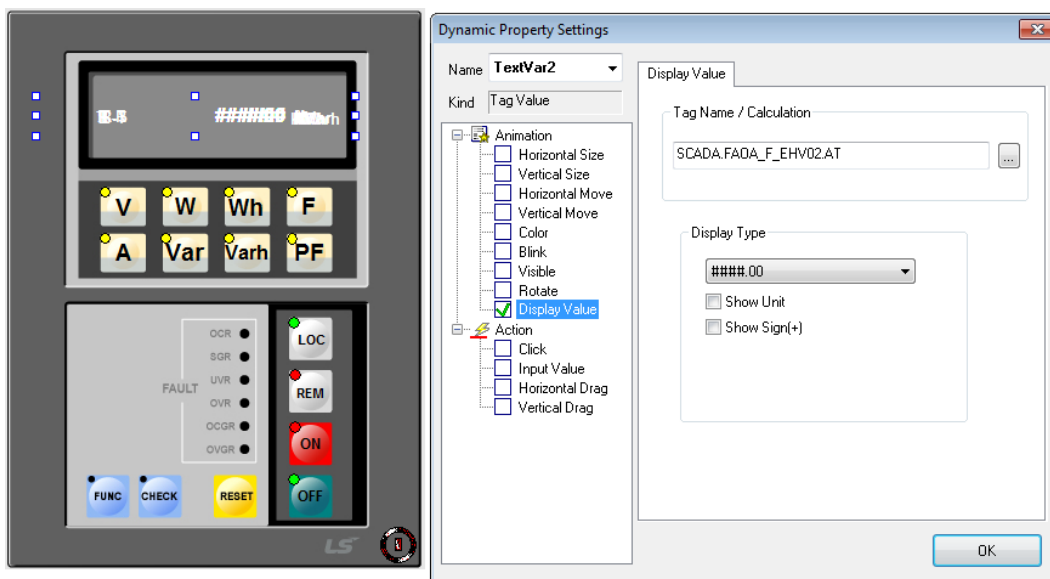 V
W
Wh
F
A
Var
Varh
PF
OCR
SGR
UVR
OVR
OCGR
OVGR
FAULT
LOC
REM
ON
OFF
FUNC
CHECK
RESET
LS
Dynamic Property Settings
Name TextVar2
Kind Tag Value
Animation
Horizontal Size
Vertical Size
Horizontal Move
Vertical Move
Color
Blink
Visible
Rotate
Display Value
Action
Click
Input Value
Horizontal Drag
Vertical Drag
Display Value
Tag Name / Calculation
SCADA.FAOA_F_EHV02.AT
...
Display Type
####.00
Show Unit
Show Sign(+)
OK